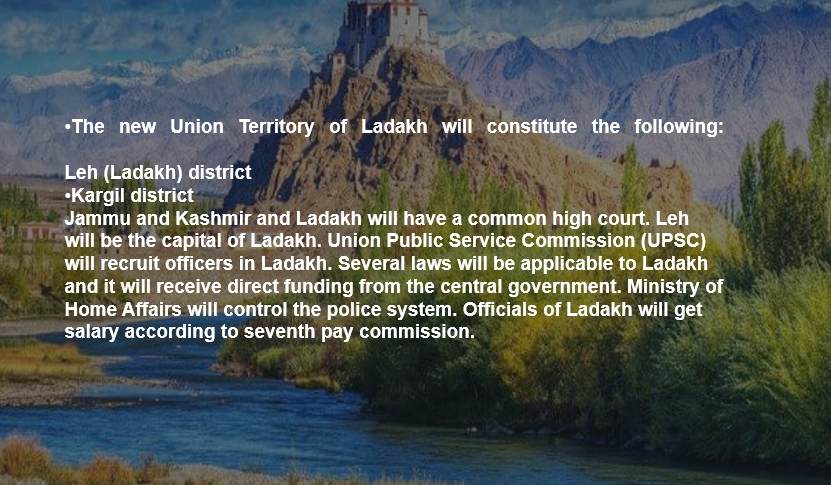 •The new Union Territory of Ladakh will constitute the following:
Leh (Ladakh) district
•Kargil district
Jammu and Kashmir and Ladakh will have a common high court. Leh
will be the capital of Ladakh. Union Public Service Commission (UPSC)
will recruit officers in Ladakh. Several laws will be applicable to Ladakh
and it will receive direct funding from the central government. Ministry of
Home Affairs will control the police system. Officials of Ladakh will get
salary according to seventh pay commission.